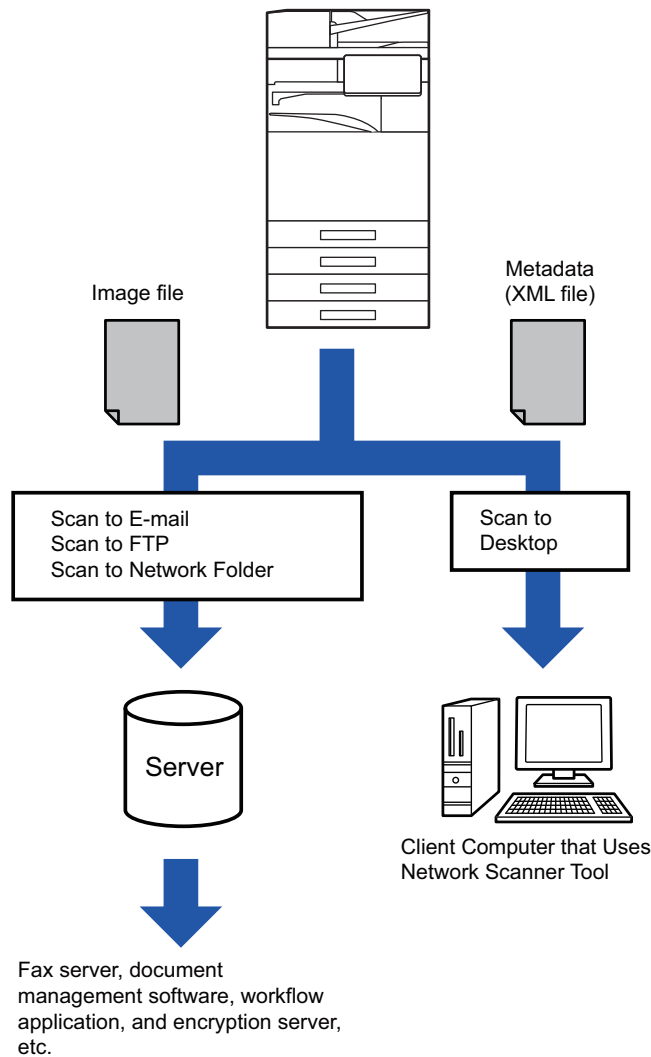 Image file
Metadata
(XML file)
Scan to E-mail
Scan to FTP
Scan to Network Folder
Scan to
Desktop
Server
Client Computer that Uses
Network Scanner Tool
Fax server, document
management software, workflow
application, and encryption server,
etc.